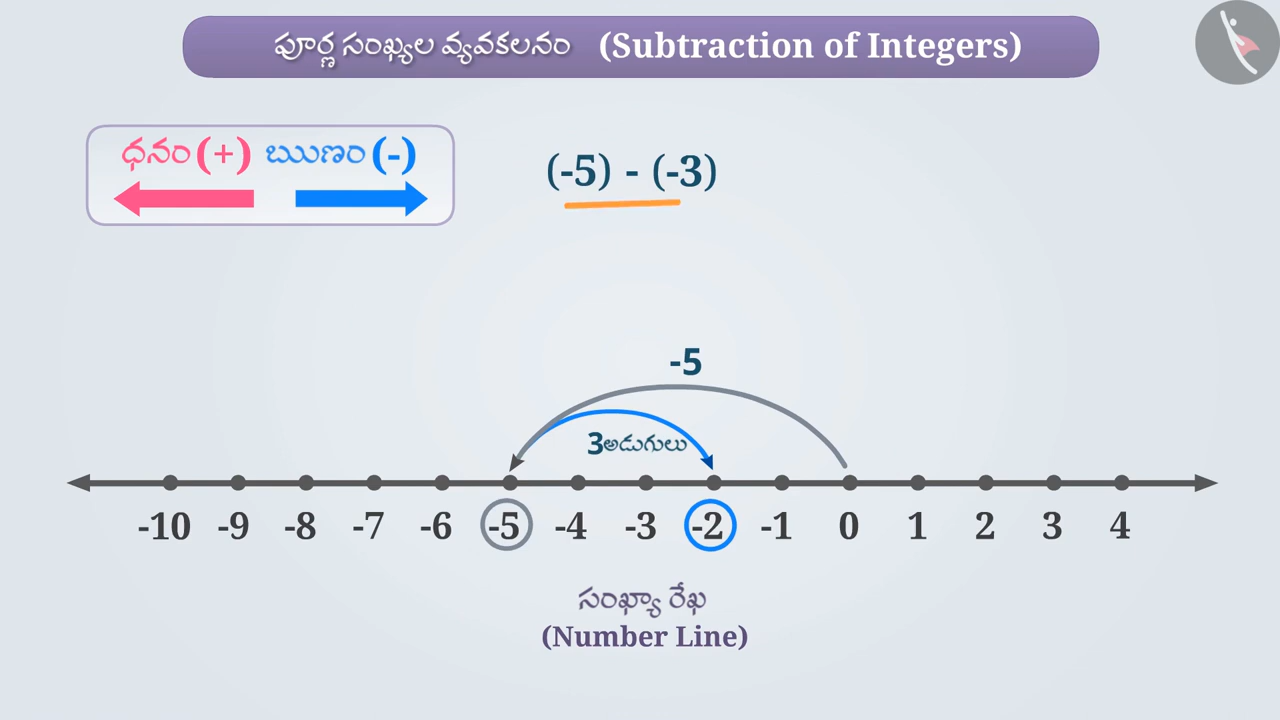 పూర్ణ సంఖ్యల వ్యవకలనం (Subtraction of Integers)
ధనం (+) ఋణం (-)
(-5) - (-3)
-5
3అడుగులు
-10 -9 -8 -7 -6 -5 -4 -3 -2 -1 0 1 2 3 4
సంఖ్యా రేఖ
(Number Line)